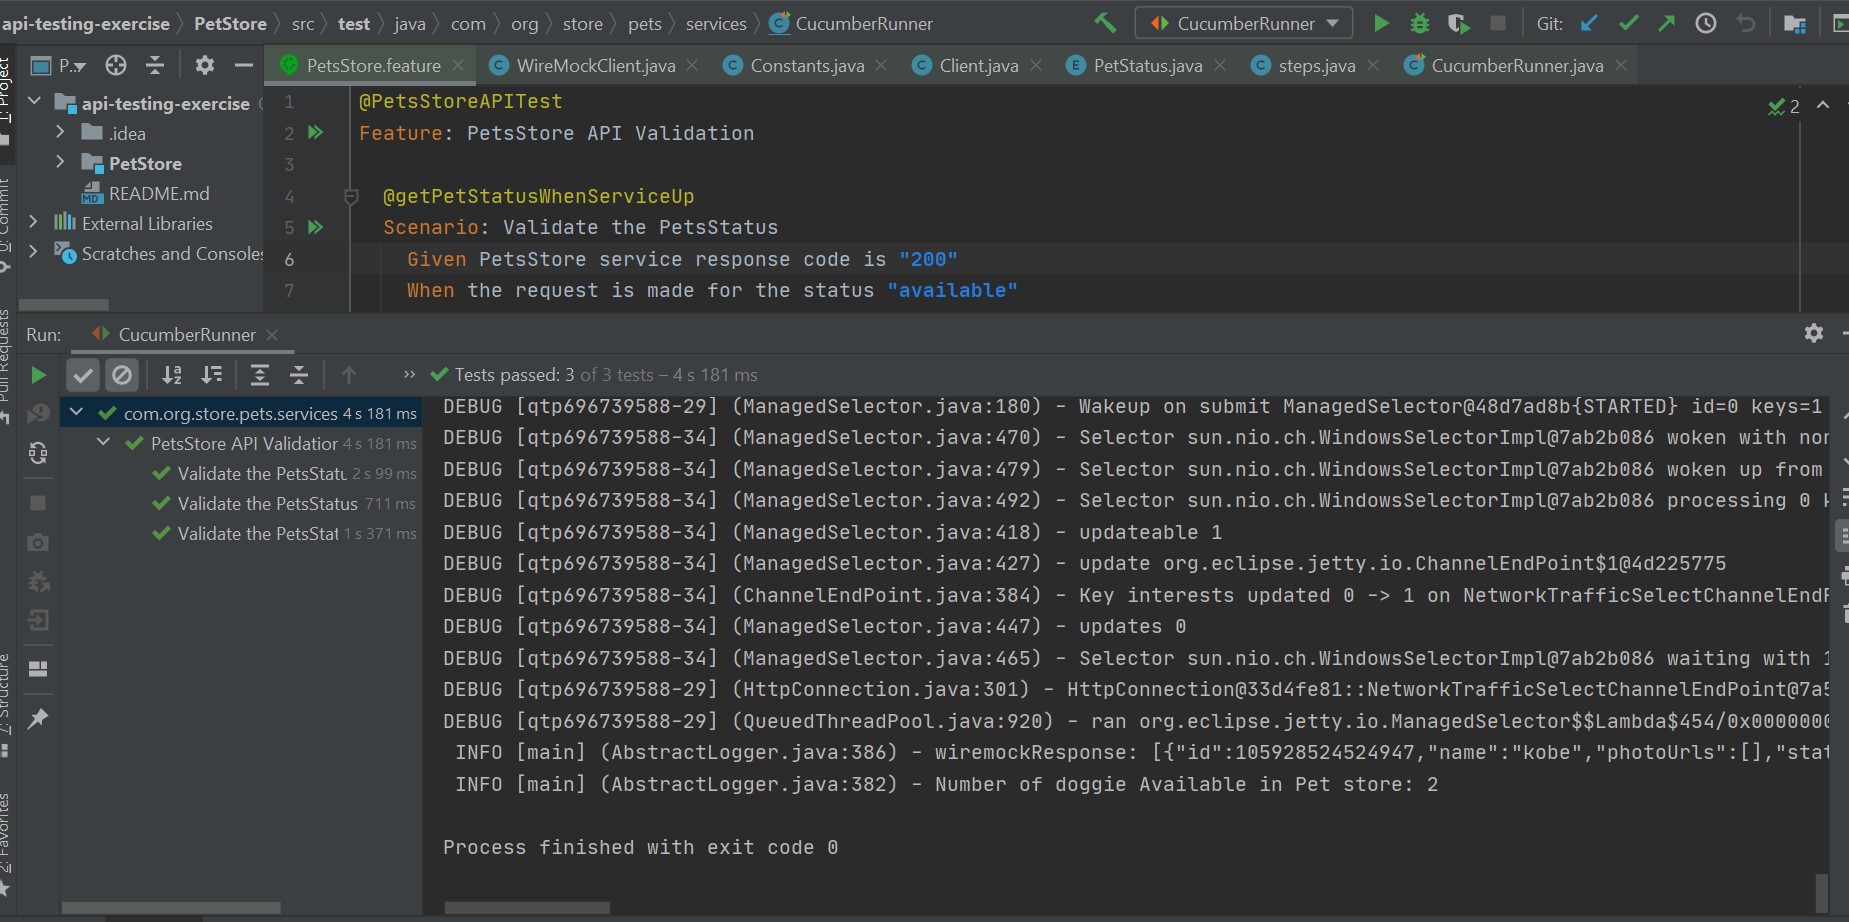 api-testing-exercise PetStore src test java com org store pets services CucumberRunner CucumberRunner Git:
P.. PetsStore.feature WireMockClient.java Constants.java Client.java PetStatus.java steps.java CucumberRunner.java
1: Project
api-testing-exercise
.idea
PetStore
README.md
External Libraries
Scratches and Consoles
0: Commit
Pull Requests
1 @PetsStoreAPITest
2 Feature: PetsStore API Validation
3
4 @getPetStatusWhenServiceUp
5 Scenario: Validate the PetsStatus
6 Given PetsStore service response code is "200"
7 When the request is made for the status "available"
2
Run: CucumberRunner
Tests passed: 3 of 3 tests – 4 s 181 ms
com.org.store.pets.services 4 s 181 ms
PetsStore API Validation 4 s 181 ms
Validate the PetsStatu 2 s 99 ms
Validate the PetsStatus 711 ms
Validate the PetsStat 1 s 371 ms
7: Structure
2: Favorites
DEBUG [qtp696739588-29] (ManagedSelector.java:180) - Wakeup on submit ManagedSelector@48d7ad8b{STARTED} id=0 keys=1
DEBUG [qtp696739588-34] (ManagedSelector.java:470) - Selector sun.nio.ch.WindowsSelectorImpl@7ab2b086 woken with non
DEBUG [qtp696739588-34] (ManagedSelector.java:479) - Selector sun.nio.ch.WindowsSelectorImpl@7ab2b086 woken up from
DEBUG [qtp696739588-34] (ManagedSelector.java:492) - Selector sun.nio.ch.WindowsSelectorImpl@7ab2b086 processing 0
DEBUG [qtp696739588-34] (ManagedSelector.java:418) - updateable 1
DEBUG [qtp696739588-34] (ManagedSelector.java:427) - update org.eclipse.jetty.io.ChannelEndPoint$1@4d225775
DEBUG [qtp696739588-34] (ChannelEndPoint.java:384) - Key interests updated 0 -> 1 on NetworkTrafficSelectChannelEnd
DEBUG [qtp696739588-34] (ManagedSelector.java:447) - updates 0
DEBUG [qtp696739588-34] (ManagedSelector.java:465) - Selector sun.nio.ch.WindowsSelectorImpl@7ab2b086 waiting with 1
DEBUG [qtp696739588-29] (HttpConnection.java:301) - HttpConnection@33d4fe81::NetworkTrafficSelectChannelEndPoint@7a5
DEBUG [qtp696739588-29] (QueuedThreadPool.java:920) - ran org.eclipse.jetty.io.ManagedSelector$$Lambda$454/0x0000000
INFO [main] (AbstractLogger.java:386) - wiremockResponse: [{"id":105928524524947,"name":"kobe","photoUrls":[],"stat
INFO [main] (AbstractLogger.java:382) - Number of doggie Available in Pet store: 2
Process finished with exit code 0